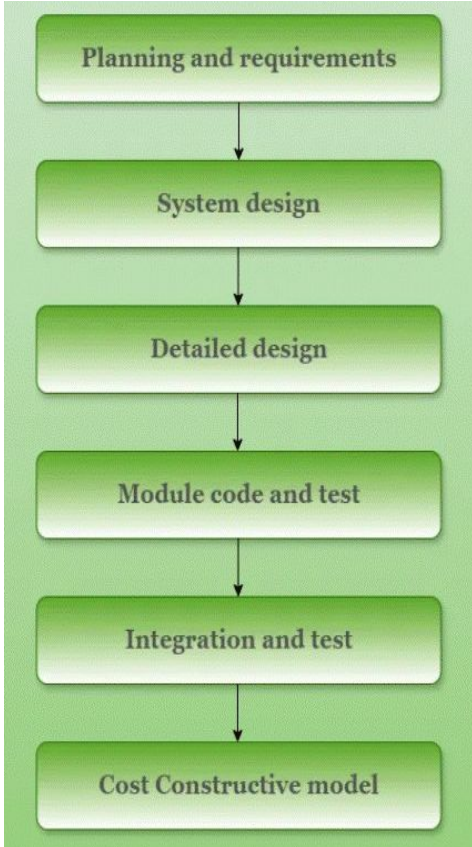 Planning and requirements
System design
Detailed design
Module code and test
Integration and test
Cost Constructive model